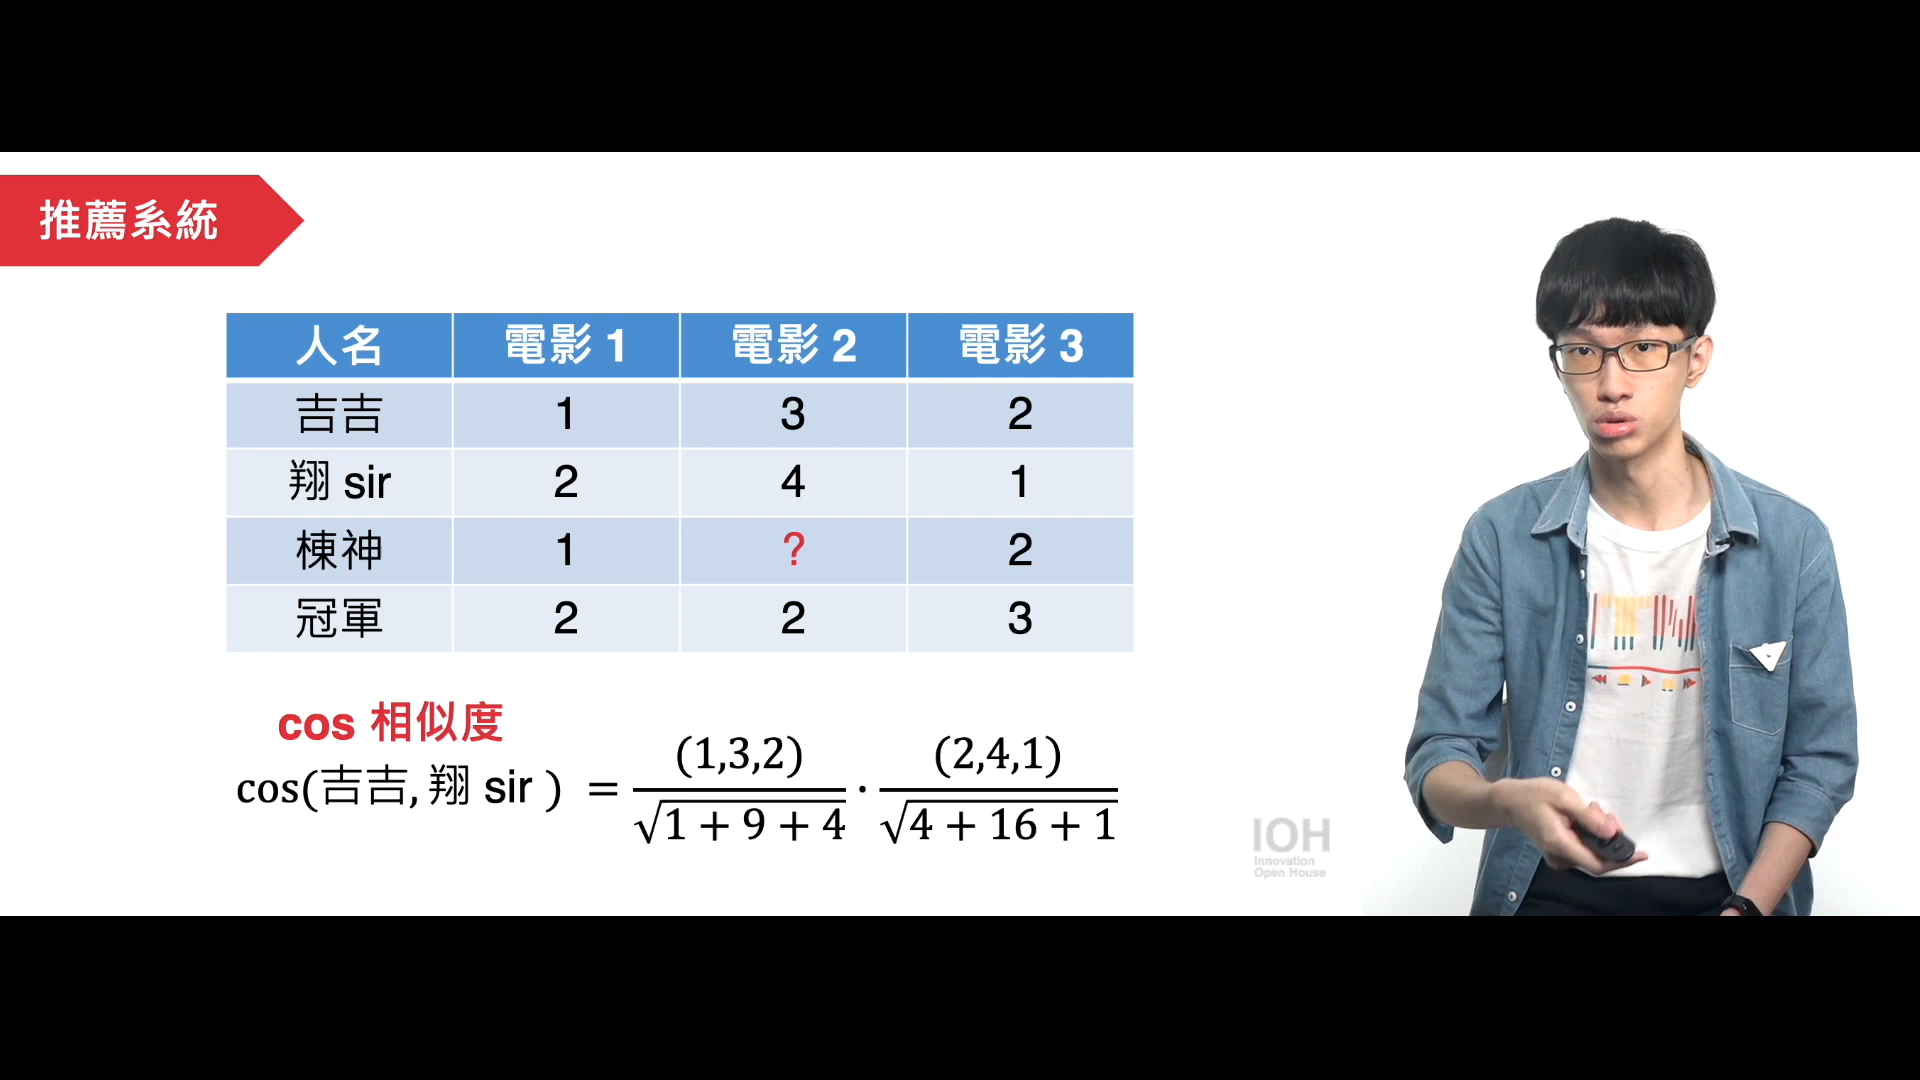 推薦系統
人名 電影 1 電影 2 電影 3
吉吉 1 3 2
翔 sir 2 4 1
棟神 1 ? 2
冠軍 2 2 3
cos 相似度
cos(吉吉, 翔 sir ) = (1,3,2)/√(1 + 9 + 4) · (2,4,1)/√(4 + 16 + 1)
IOH
Innovation
Open House